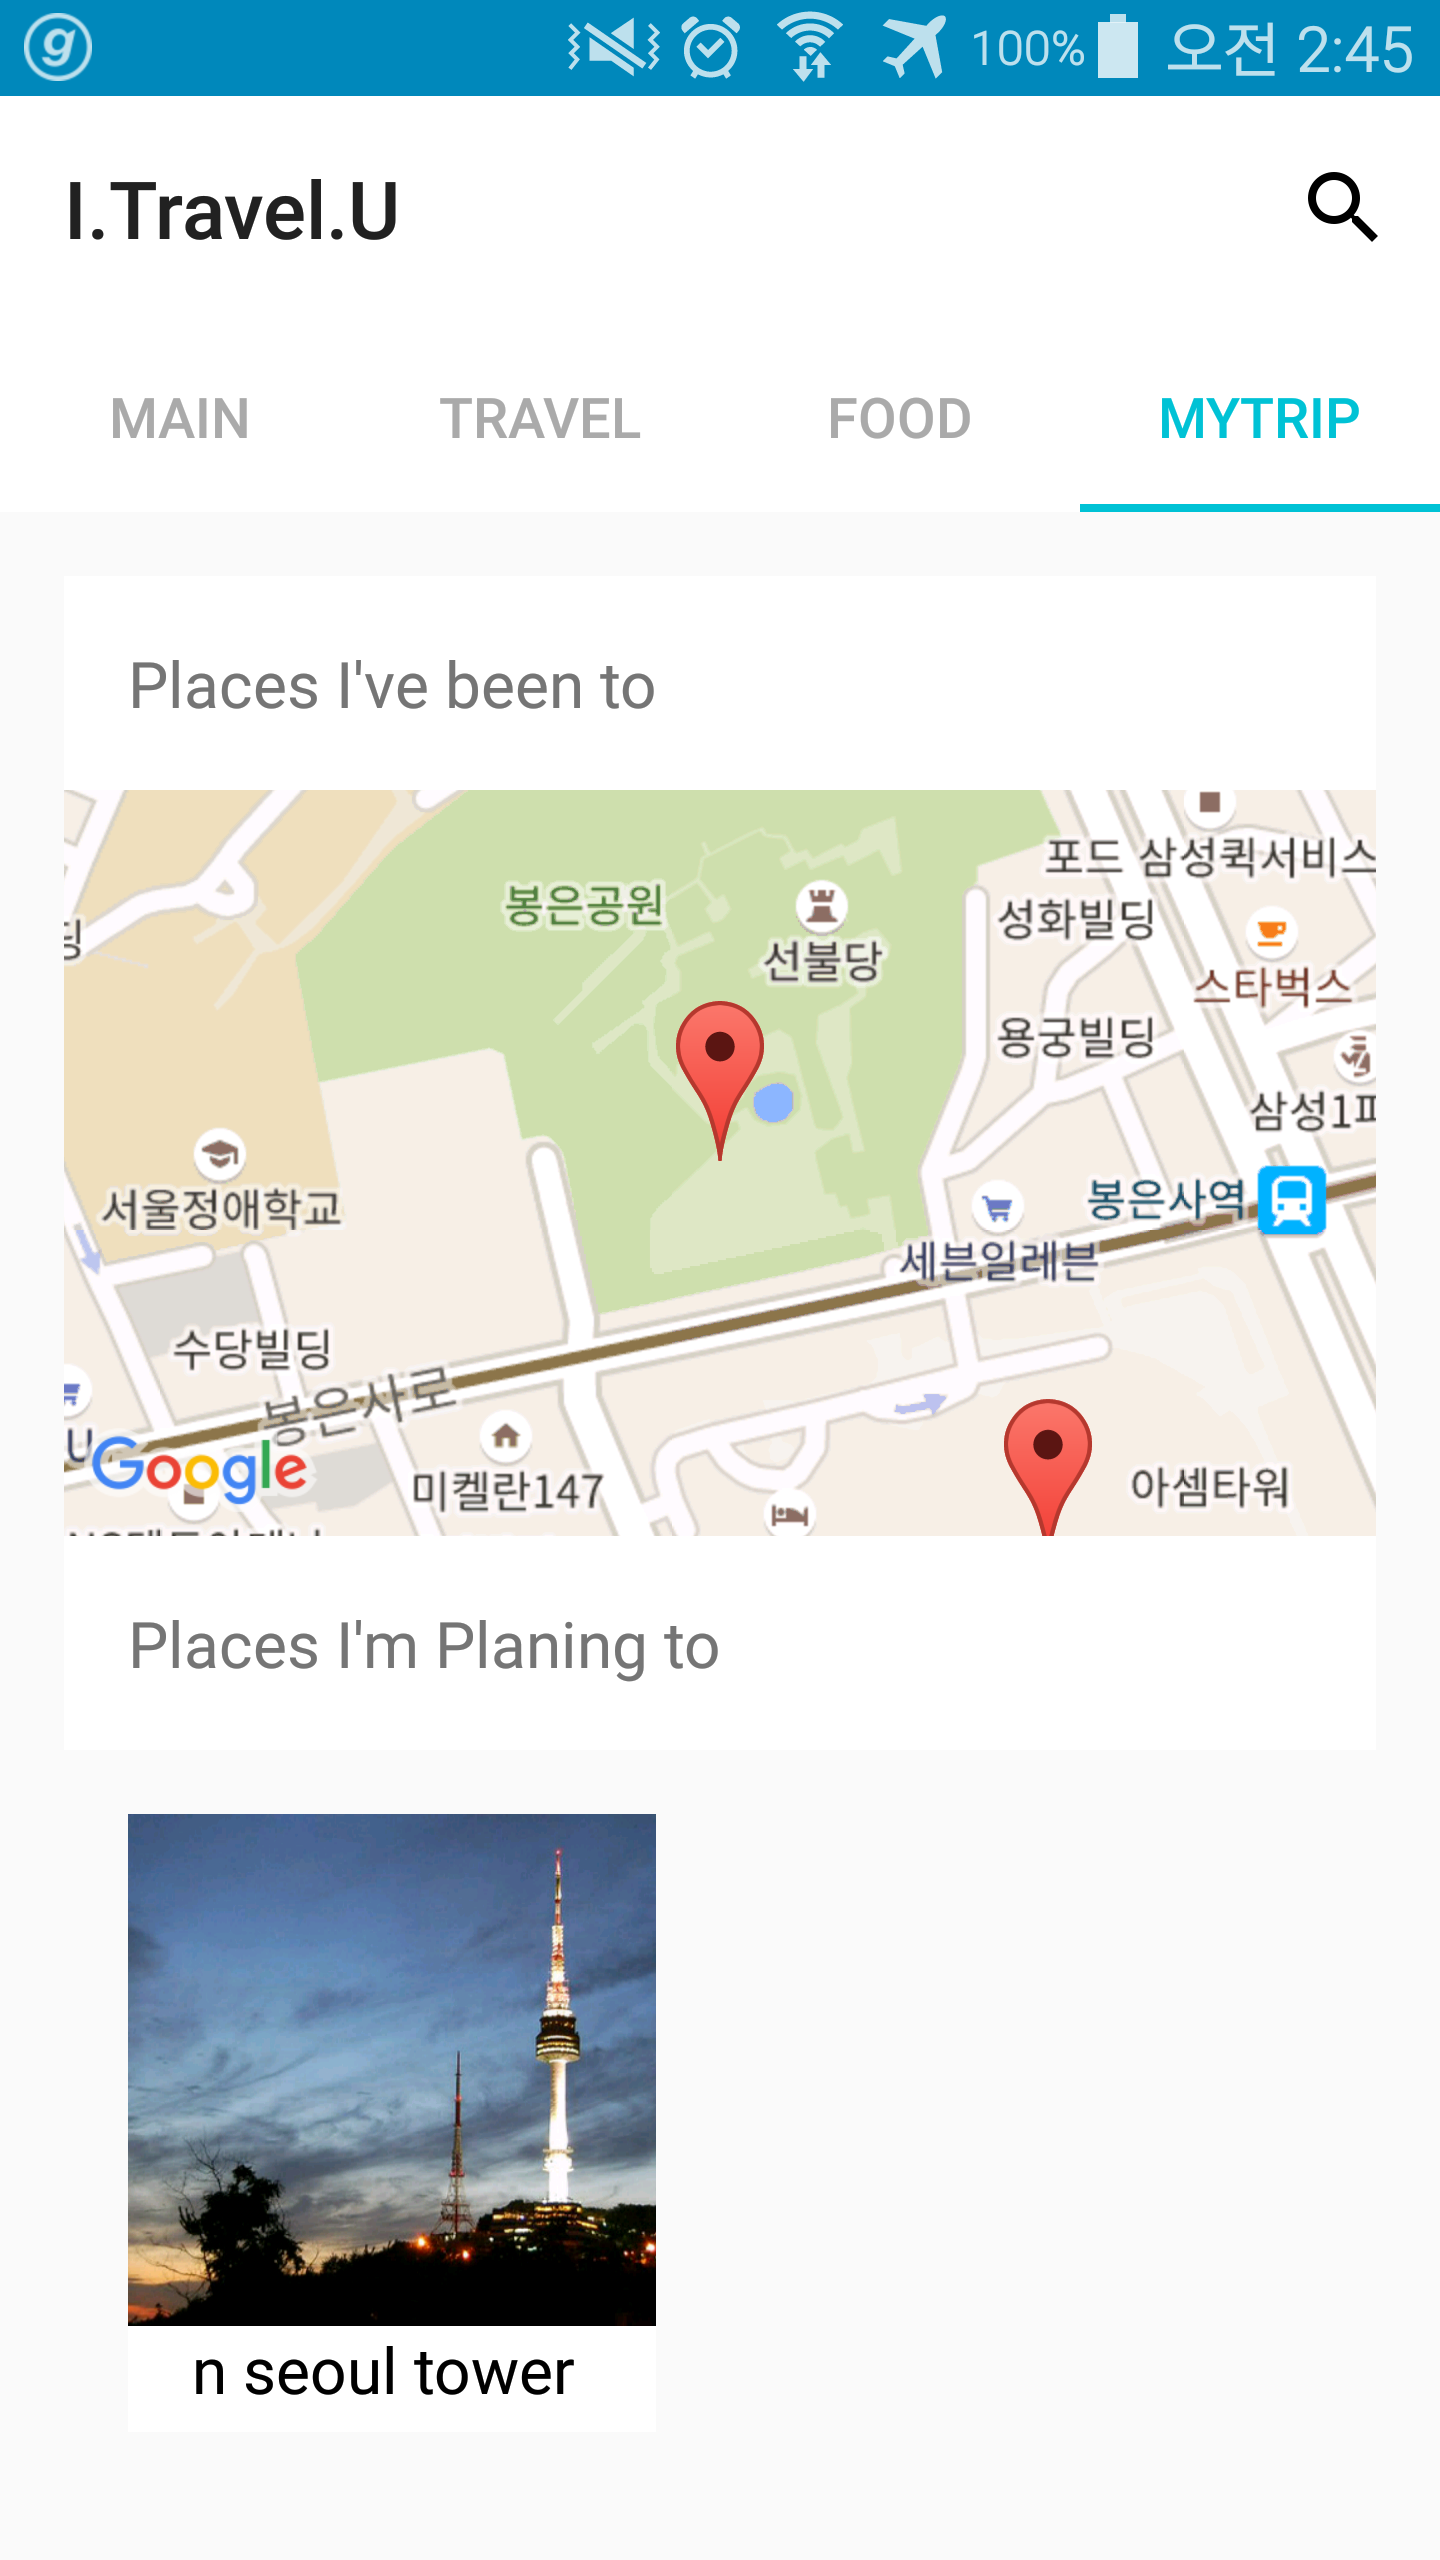 g
100% 오전 2:45
I.Travel.U
MAIN TRAVEL FOOD MYTRIP
Places I've been to
포드 삼성퀵서비스
봉은공원
성화빌딩
딩
선불당
스타벅스
용궁빌딩
삼성1
서울정애학교
봉은사역
세븐일레븐
수당빌딩
봉은사로
U
Google
미켈란147
아셈타워
Places I'm Planing to
n seoul tower